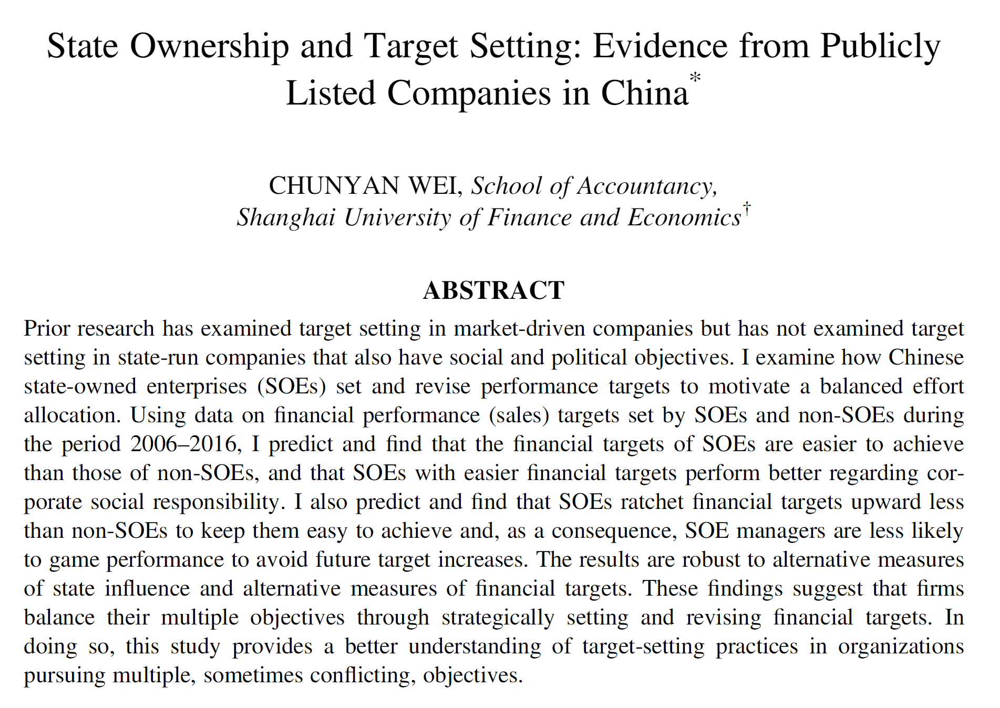 State Ownership and Target Setting: Evidence from Publicly
Listed Companies in China*
CHUNYAN WEI, School of Accountancy,
Shanghai University of Finance and Economics†
ABSTRACT
Prior research has examined target setting in market-driven companies but has not examined target
setting in state-run companies that also have social and political objectives. I examine how Chinese
state-owned enterprises (SOEs) set and revise performance targets to motivate a balanced effort
allocation. Using data on financial performance (sales) targets set by SOEs and non-SOEs during
the period 2006–2016, I predict and find that the financial targets of SOEs are easier to achieve
than those of non-SOEs, and that SOEs with easier financial targets perform better regarding cor-
porate social responsibility. I also predict and find that SOEs ratchet financial targets upward less
than non-SOEs to keep them easy to achieve and, as a consequence, SOE managers are less likely
to game performance to avoid future target increases. The results are robust to alternative measures
of state influence and alternative measures of financial targets. These findings suggest that firms
balance their multiple objectives through strategically setting and revising financial targets. In
doing so, this study provides a better understanding of target-setting practices in organizations
pursuing multiple, sometimes conflicting, objectives.